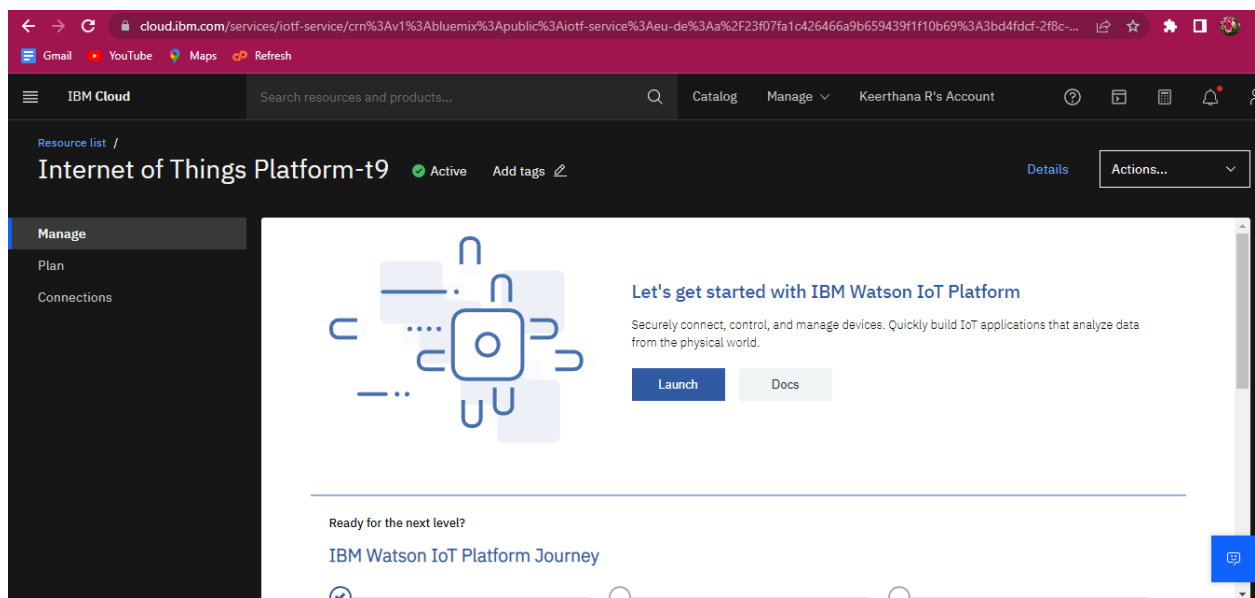 cloud.ibm.com/services/iotf-service/crn%3Av1%3Abluemix%3Apublic%3Aiotf-service%3Aeu-de%3Aa%2F23f07fa1c426466a9b659439f1f10b69%3A3bd4fdcf-2f8c-...
Gmail YouTube Maps Refresh
IBM Cloud Search resources and products... Catalog Manage Keerthana R's Account
Resource list /
Internet of Things Platform-t9 Active Add tags Details Actions...
Manage
Plan
Connections
Let's get started with IBM Watson IoT Platform
Securely connect, control, and manage devices. Quickly build IoT applications that analyze data
from the physical world.
Launch Docs
Ready for the next level?
IBM Watson IoT Platform Journey